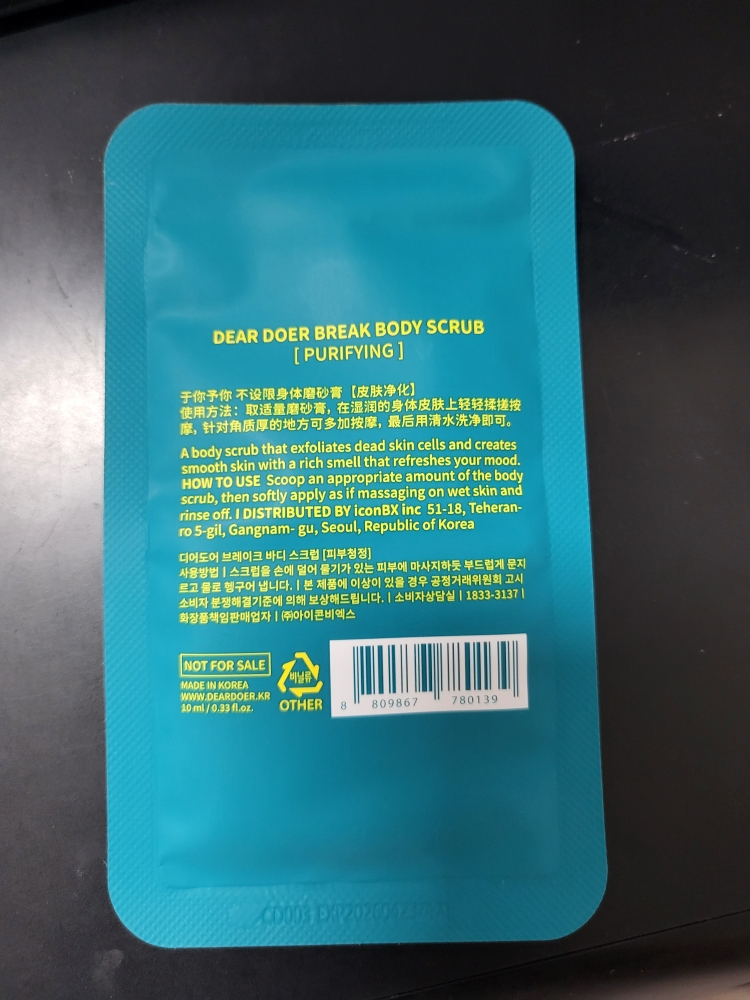 DEAR DOER BREAK BODY SCRUB
[ PURIFYING ]
于你予你 不设限身体磨砂膏【皮肤净化】
使用方法：取适量磨砂膏，在湿润的身体皮肤上轻轻揉搓按
摩，针对角质厚的地方可多加按摩，最后用清水洗净即可。
A body scrub that exfoliates dead skin cells and creates
smooth skin with a rich smell that refreshes your mood.
HOW TO USE Scoop an appropriate amount of the body
scrub, then softly apply as if massaging on wet skin and
rinse off. I DISTRIBUTED BY iconBX inc 51-18, Teheran-
ro 5-gil, Gangnam- gu, Seoul, Republic of Korea
디어도어 브레이크 바디 스크럽 [피부청정]
사용방법 | 스크럽을 손에 덜어 물기가 있는 피부에 마사지하듯 부드럽게 문지
르고 물로 헹구어 냅니다. | 본 제품에 이상이 있을 경우 공정거래위원회 고시
소비자 분쟁해결기준에 의해 보상해드립니다. | 소비자상담실 | 1833-3137 |
화장품책임판매업자 | ㈜아이콘비엑스
NOT FOR SALE
MADE IN KOREA
WWW.DEARDOER.KR
10 ml / 0.33 fl.oz.
비닐류
OTHER
8 809867 780139
CD003